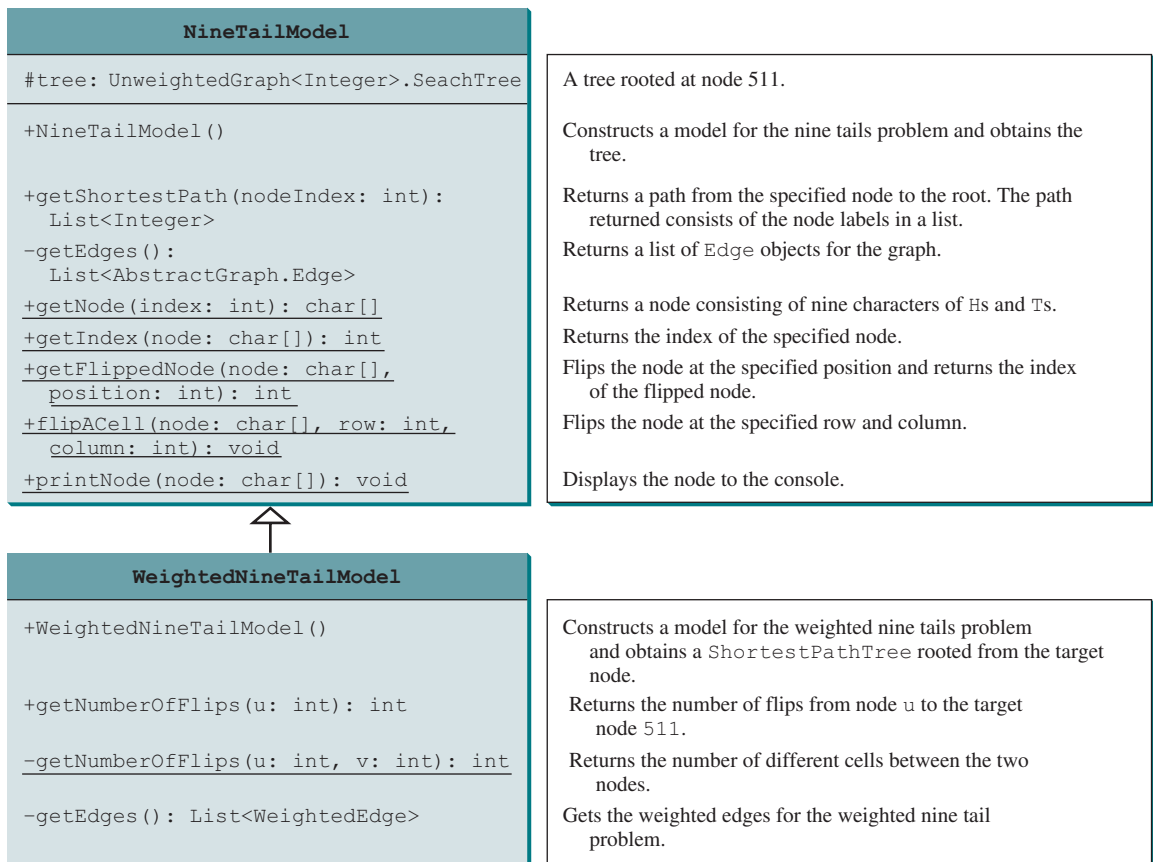 NineTailModel
#tree: UnweightedGraph<Integer>.SeachTree
A tree rooted at node 511.
+NineTailModel()
Constructs a model for the nine tails problem and obtains the
tree.
+getShortestPath(nodeIndex: int):
List<Integer>
Returns a path from the specified node to the root. The path
returned consists of the node labels in a list.
-getEdges():
List<AbstractGraph.Edge>
Returns a list of Edge objects for the graph.
+getNode(index: int): char[]
Returns a node consisting of nine characters of Hs and Ts.
+getIndex(node: char[]): int
Returns the index of the specified node.
+getFlippedNode(node: char[],
position: int): int
Flips the node at the specified position and returns the index
of the flipped node.
+flipACell(node: char[], row: int,
column: int): void
Flips the node at the specified row and column.
+printNode(node: char[]): void
Displays the node to the console.
WeightedNineTailModel
+WeightedNineTailModel()
Constructs a model for the weighted nine tails problem
and obtains a ShortestPathTree rooted from the target
node.
+getNumberOfFlips(u: int): int
Returns the number of flips from node u to the target
node 511.
-getNumberOfFlips(u: int, v: int): int
Returns the number of different cells between the two
nodes.
-getEdges(): List<WeightedEdge>
Gets the weighted edges for the weighted nine tail
problem.